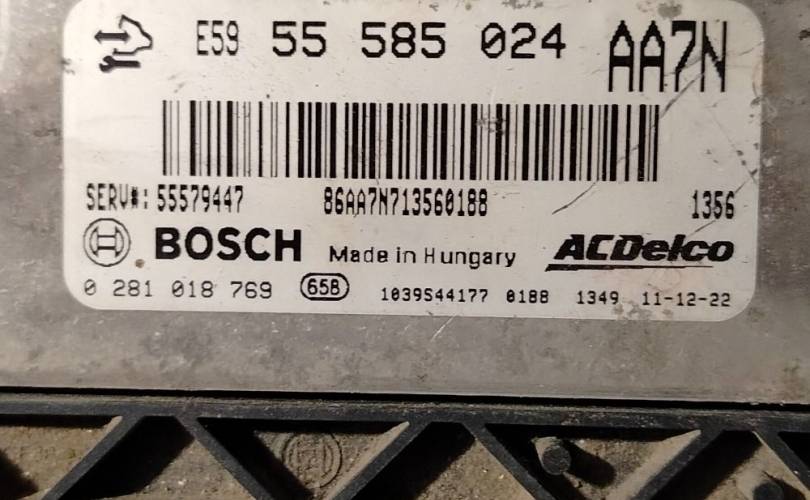 E59 55 585 024 AA7N
SERV#: 55579447 86AA7N713560188 1356
BOSCH Made in Hungary ACDelco
0 281 018 769 65B 1039S44177 0188 1349 11-12-22